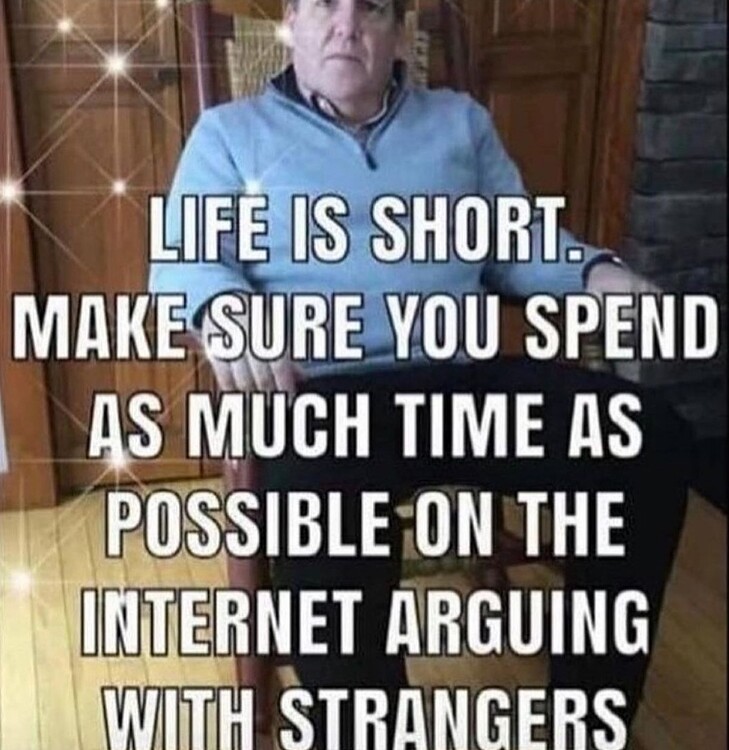 LIFE IS SHORT.
MAKE SURE YOU SPEND
AS MUCH TIME AS
POSSIBLE ON THE
INTERNET ARGUING
WITH STRANGERS